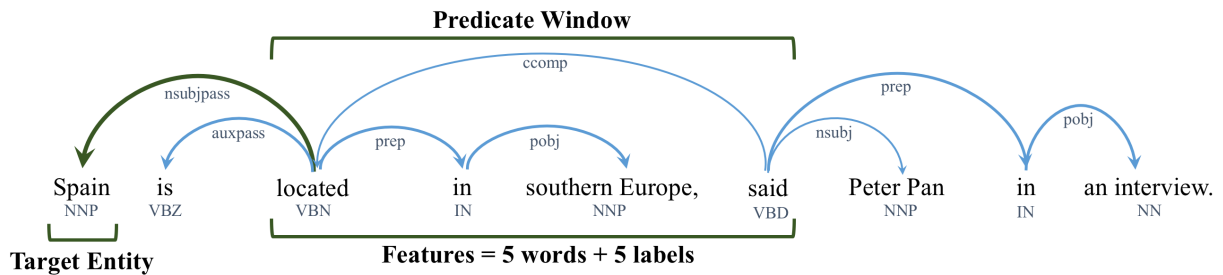 Predicate Window
ccomp
nsubjpass
prep
auxpass
prep
pobj
nsubj
pobj
Spain is located in southern Europe, said Peter Pan in an interview.
NNP VBZ VBN IN NNP VBD NNP IN NN
Target Entity
Features = 5 words + 5 labels